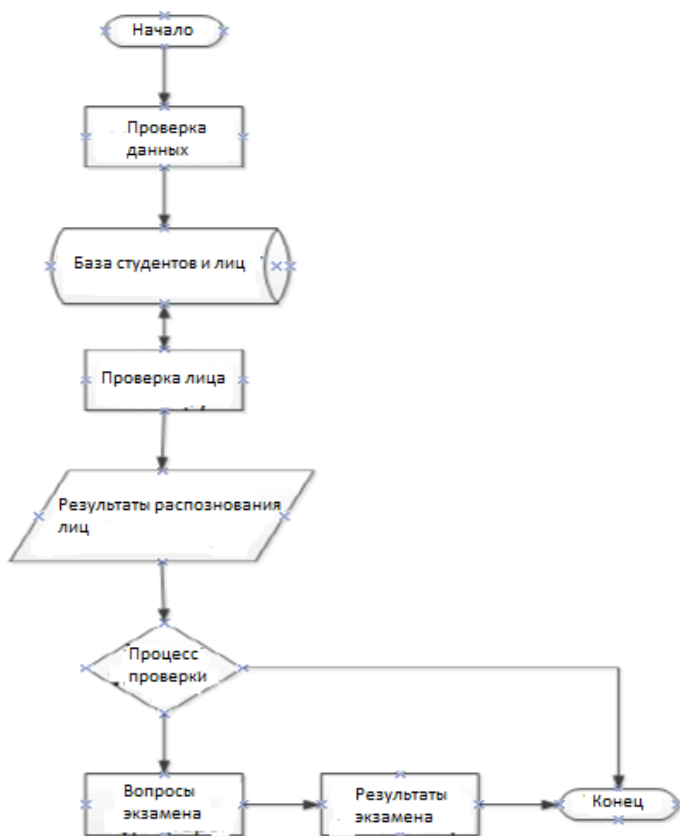 Начало
Проверка
данных
База студентов и лиц
Проверка лица
Результаты распознования
лиц
Процесс
проверки
Вопросы
экзамена
Результаты
экзамена
Конец